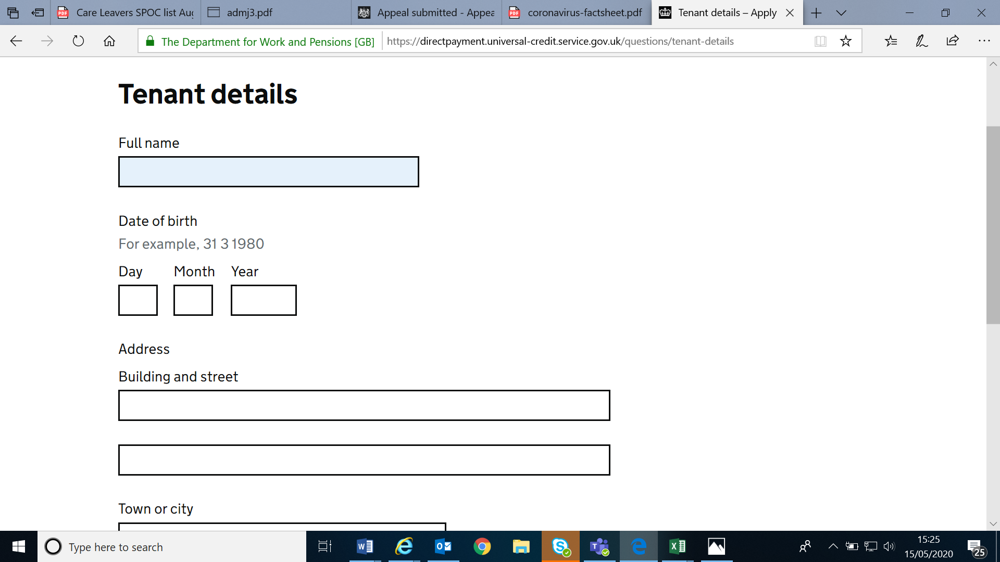 Care Leavers SPOC list Aug
admj3.pdf
Appeal submitted - Appea
coronavirus-factsheet.pdf
Tenant details – Apply
The Department for Work and Pensions [GB]
https://directpayment.universal-credit.service.gov.uk/questions/tenant-details
Tenant details
Full name
Date of birth
For example, 31 3 1980
Day Month Year
Address
Building and street
Town or city
Type here to search
15:25
15/05/2020
25